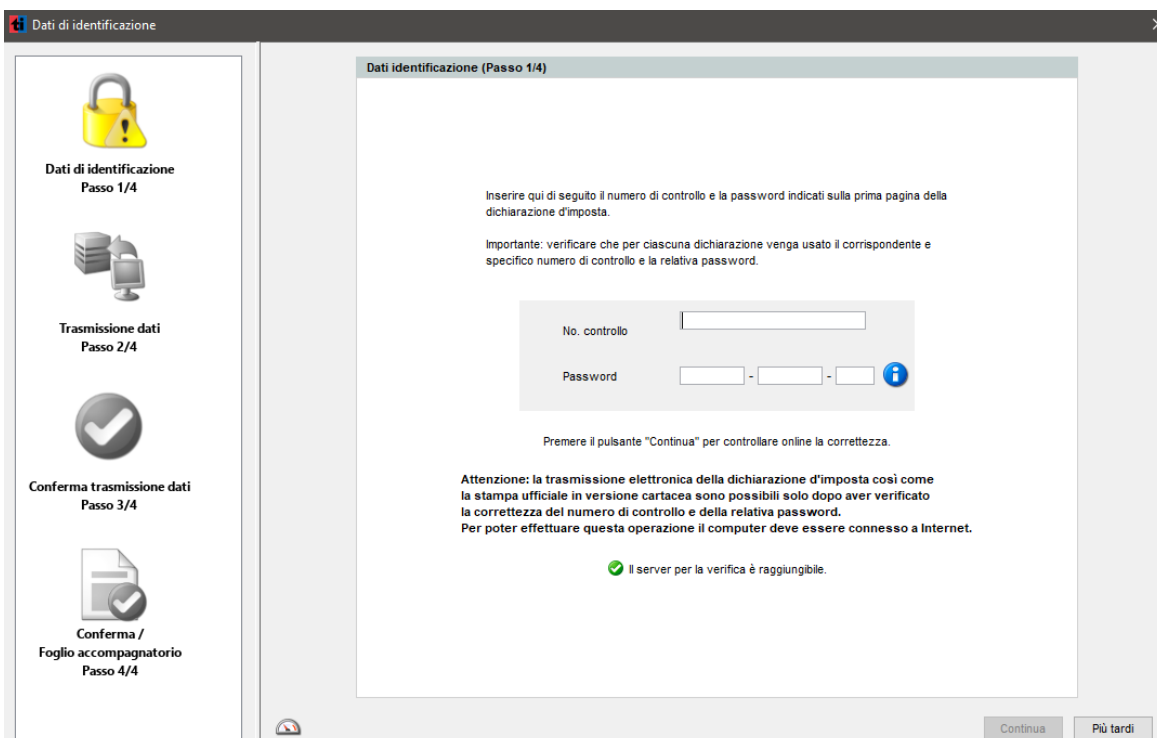 ti Dati di identificazione
Dati di identificazione
Passo 1/4
Trasmissione dati
Passo 2/4
Conferma trasmissione dati
Passo 3/4
Conferma /
Foglio accompagnatorio
Passo 4/4
Dati identificazione (Passo 1/4)
Inserire qui di seguito il numero di controllo e la password indicati sulla prima pagina della
dichiarazione d'imposta.
Importante: verificare che per ciascuna dichiarazione venga usato il corrispondente e
specifico numero di controllo e la relativa password.
No. controllo
Password - -
Premere il pulsante "Continua" per controllare online la correttezza.
Attenzione: la trasmissione elettronica della dichiarazione d'imposta così come
la stampa ufficiale in versione cartacea sono possibili solo dopo aver verificato
la correttezza del numero di controllo e della relativa password.
Per poter effettuare questa operazione il computer deve essere connesso a Internet.
Il server per la verifica è raggiungibile.
Continua Più tardi